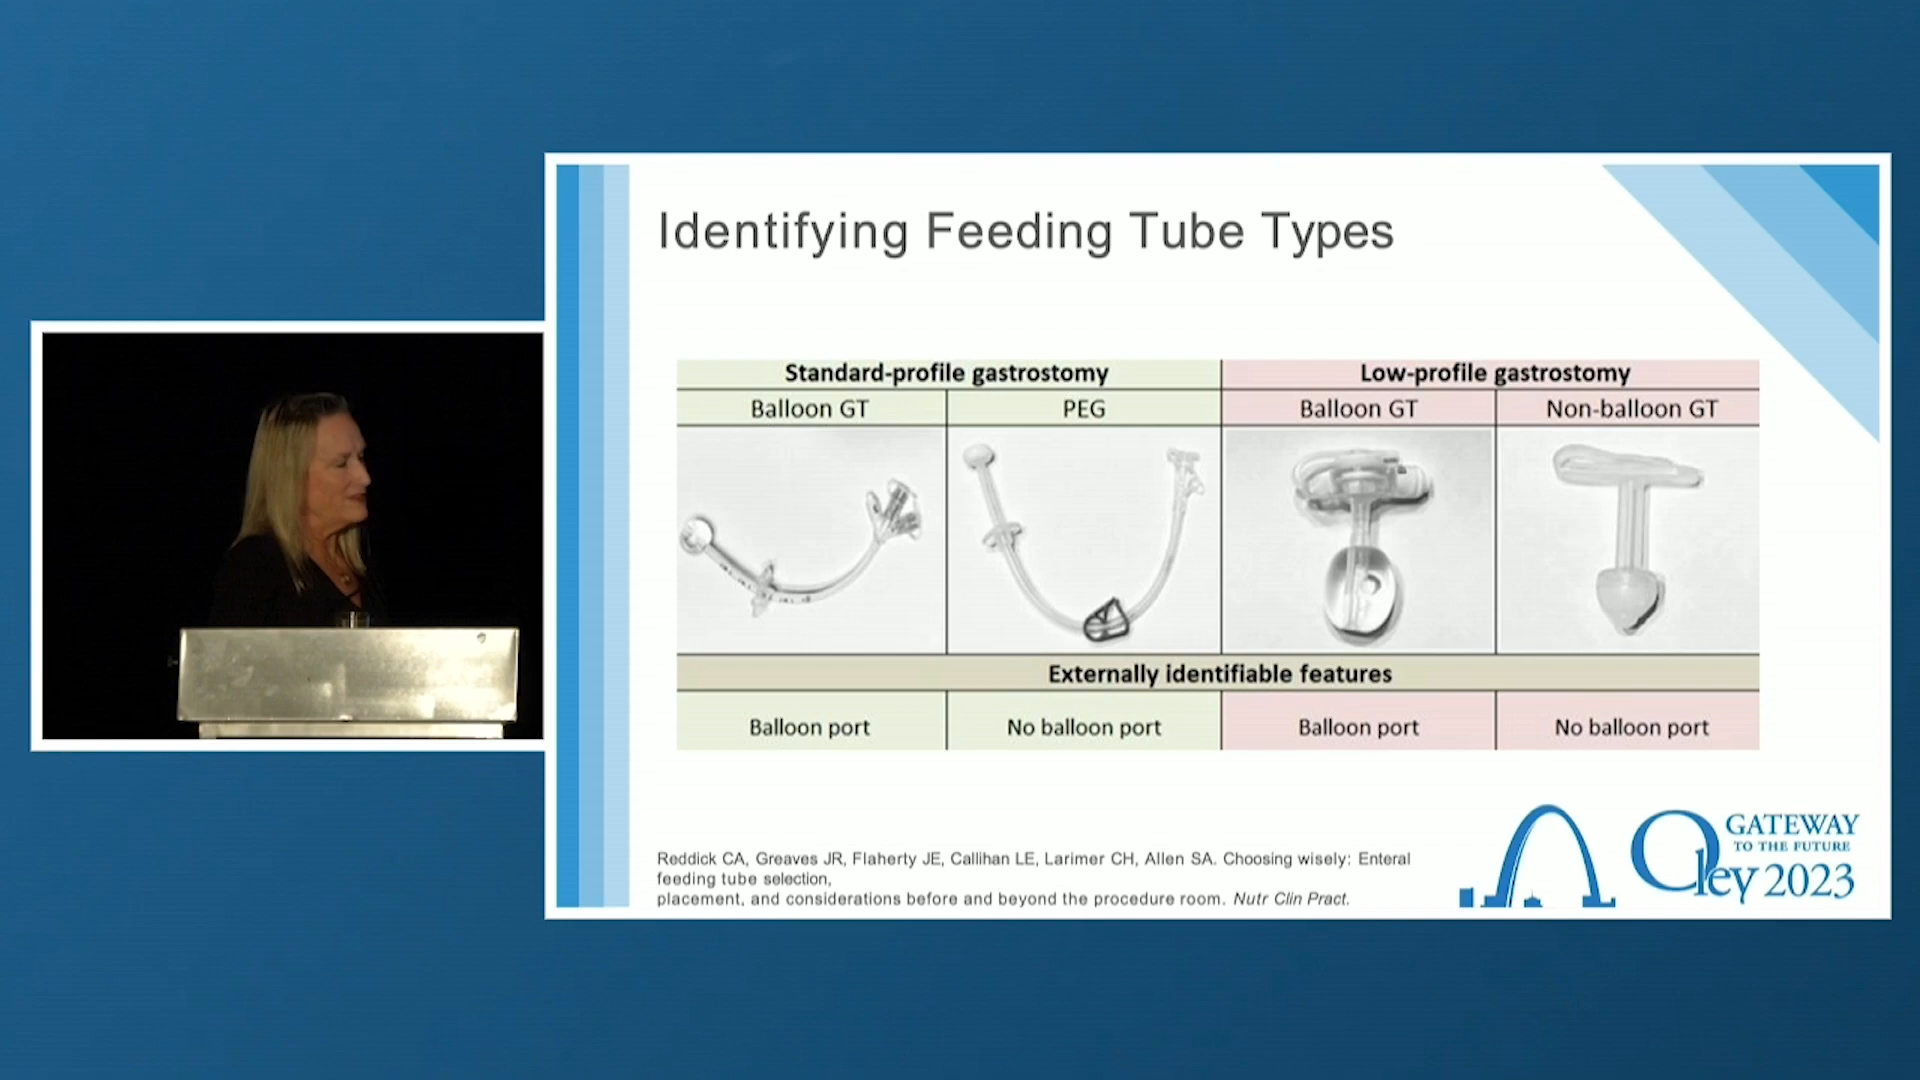 Identifying Feeding Tube Types
Standard-profile gastrostomy
Low-profile gastrostomy
Balloon GT
PEG
Balloon GT
Non-balloon GT
Externally identifiable features
Balloon port
No balloon port
Balloon port
No balloon port
Reddick CA, Greaves JR, Flaherty JE, Callihan LE, Larimer CH, Allen SA. Choosing wisely: Enteral
feeding tube selection,
placement, and considerations before and beyond the procedure room. Nutr Clin Pract.
GATEWAY
TO THE FUTURE
Oley 2023